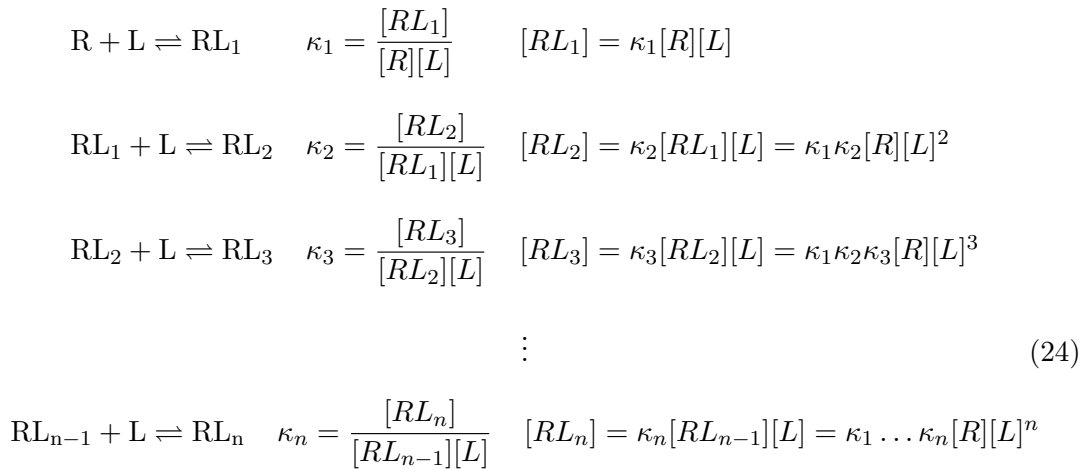 R + L ⇌ RL₁ κ₁ = [RL₁]/([R][L]) [RL₁] = κ₁[R][L]
RL₁ + L ⇌ RL₂ κ₂ = [RL₂]/([RL₁][L]) [RL₂] = κ₂[RL₁][L] = κ₁κ₂[R][L]²
RL₂ + L ⇌ RL₃ κ₃ = [RL₃]/([RL₂][L]) [RL₃] = κ₃[RL₂][L] = κ₁κ₂κ₃[R][L]³
⋮ (24)
RLₙ₋₁ + L ⇌ RLₙ κₙ = [RLₙ]/([RLₙ₋₁][L]) [RLₙ] = κₙ[RLₙ₋₁][L] = κ₁ … κₙ[R][L]ⁿ